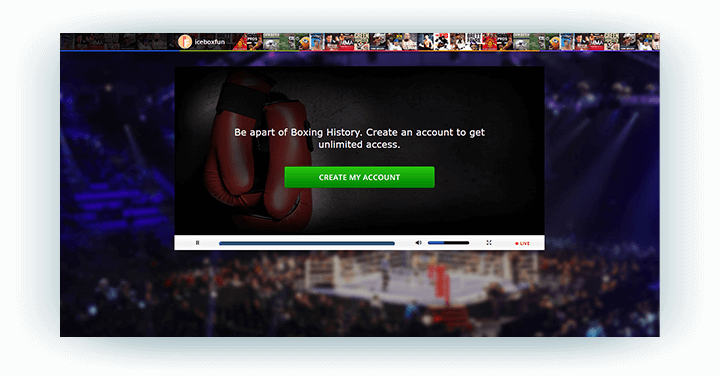 iceboxfun
Be apart of Boxing History. Create an account to get
unlimited access.
CREATE MY ACCOUNT
LIVE